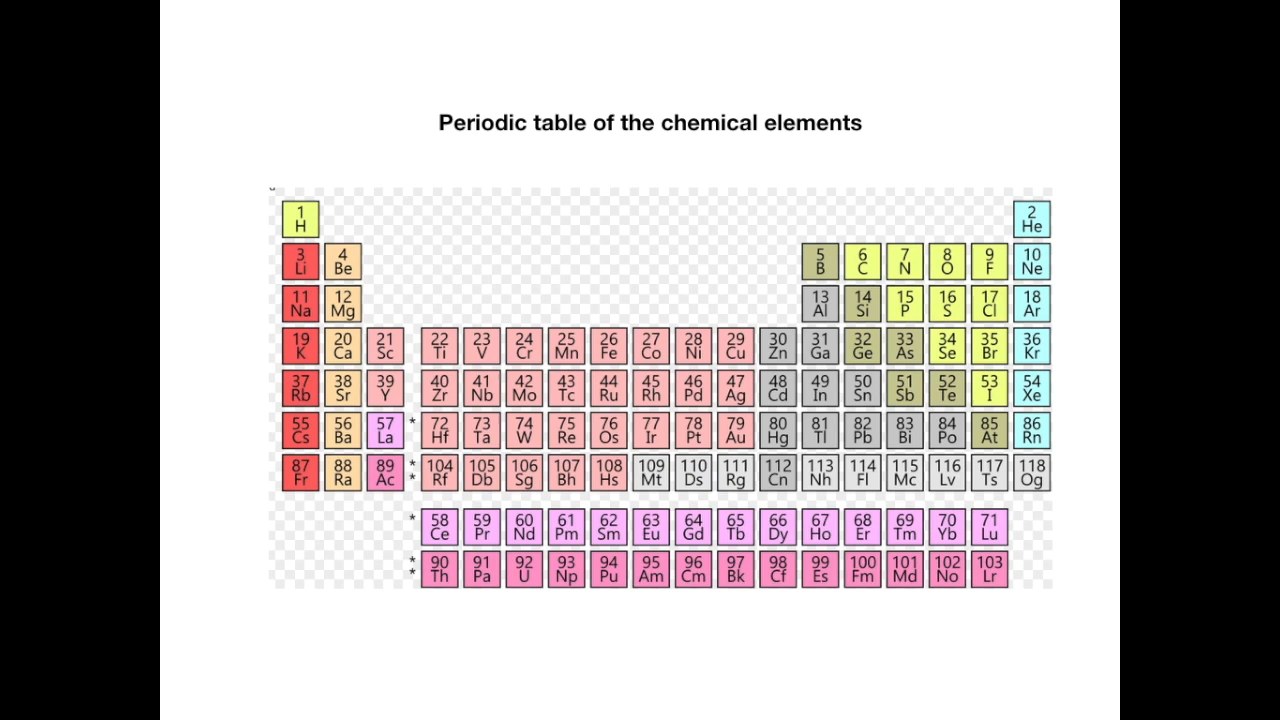 Periodic table of the chemical elements
1 2
H He
3 4 5 6 7 8 9 10
Li Be B C N O F Ne
11 12 13 14 15 16 17 18
Na Mg Al Si P S Cl Ar
19 20 21 22 23 24 25 26 27 28 29 30 31 32 33 34 35 36
K Ca Sc Ti V Cr Mn Fe Co Ni Cu Zn Ga Ge As Se Br Kr
37 38 39 40 41 42 43 44 45 46 47 48 49 50 51 52 53 54
Rb Sr Y Zr Nb Mo Tc Ru Rh Pd Ag Cd In Sn Sb Te I Xe
55 56 57 * 72 73 74 75 76 77 78 79 80 81 82 83 84 85 86
Cs Ba La Hf Ta W Re Os Ir Pt Au Hg Tl Pb Bi Po At Rn
87 88 89 * 104 105 106 107 108 109 110 111 112 113 114 115 116 117 118
Fr Ra Ac * Rf Db Sg Bh Hs Mt Ds Rg Cn Nh Fl Mc Lv Ts Og
* 58 59 60 61 62 63 64 65 66 67 68 69 70 71
Ce Pr Nd Pm Sm Eu Gd Tb Dy Ho Er Tm Yb Lu
* 90 91 92 93 94 95 96 97 98 99 100 101 102 103
* Th Pa U Np Pu Am Cm Bk Cf Es Fm Md No Lr